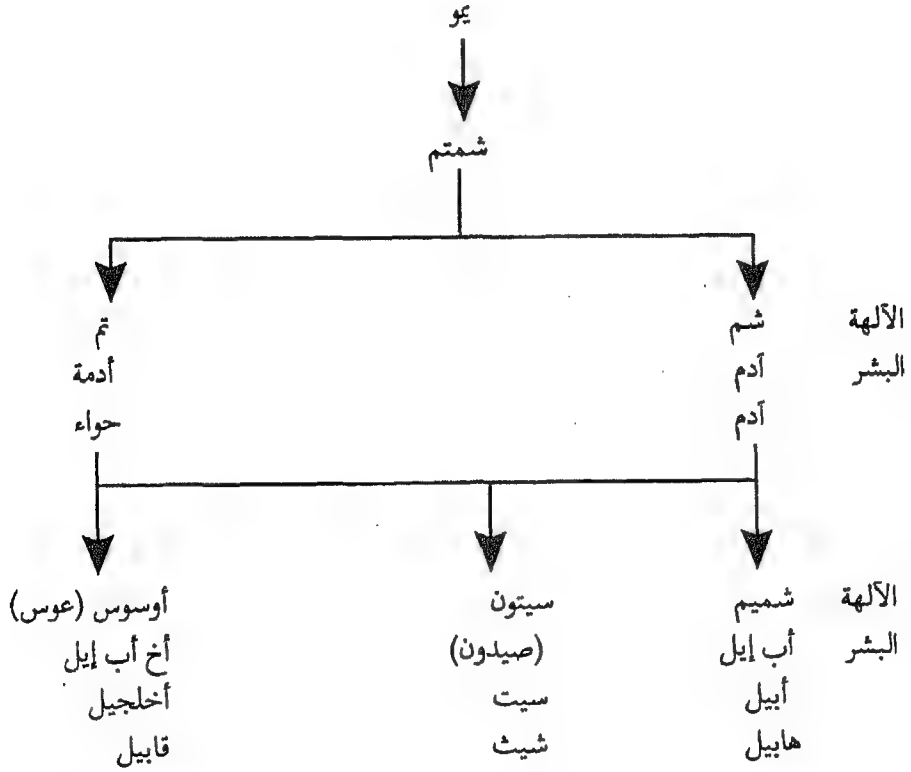 يمو
شمتم
الآلهة شم تم
البشر آدم أدمة
آدم حواء
الآلهة شميم سيتون أوسوس (عوس)
البشر أب إيل (صيدون) أخ أب إيل
أبيل سيت أخلجيل
هابيل شيث قابيل